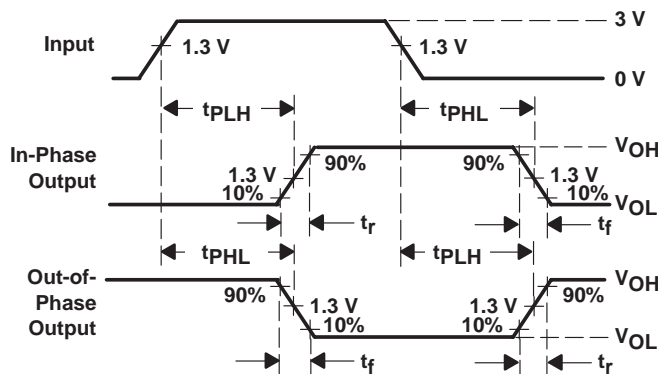 3 V
Input
1.3 V
1.3 V
0 V
tPLH
tPHL
In-Phase
Output
VOH
90%
90%
1.3 V
1.3 V
10%
10%
VOL
tr
tf
tPHL
tPLH
Out-of-
Phase
Output
VOH
90%
90%
1.3 V
1.3 V
10%
10%
VOL
tf
tr